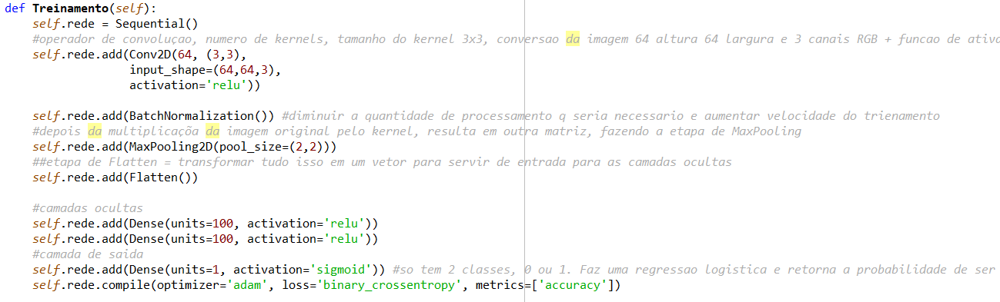 def Treinamento(self):
    self.rede = Sequential()
    #operador de convoluçao, numero de kernels, tamanho do kernel 3x3, conversao da imagem 64 altura 64 largura e 3 canais RGB + funcao de
    self.rede.add(Conv2D(64, (3,3),
                  input_shape=(64,64,3),
                  activation='relu'))
    self.rede.add(BatchNormalization()) #diminuir a quantidade de processamento q seria necessario e aumentar velocidade do trienamento
    #depois da multiplicaçõa da imagem original pelo kernel, resulta em outra matriz, fazendo a etapa de MaxPooling
    self.rede.add(MaxPooling2D(pool_size=(2,2)))
    ##etapa de Flatten = transformar tudo isso em um vetor para servir de entrada para as camadas ocultas
    self.rede.add(Flatten())
    #camadas ocultas
    self.rede.add(Dense(units=100, activation='relu'))
    self.rede.add(Dense(units=100, activation='relu'))
    #camada de saida
    self.rede.add(Dense(units=1, activation='sigmoid')) #so tem 2 classes, 0 ou 1. Faz uma regressao logistica e retorna a probabilidade de ser
    self.rede.compile(optimizer='adam', loss='binary_crossentropy', metrics=['accuracy'])